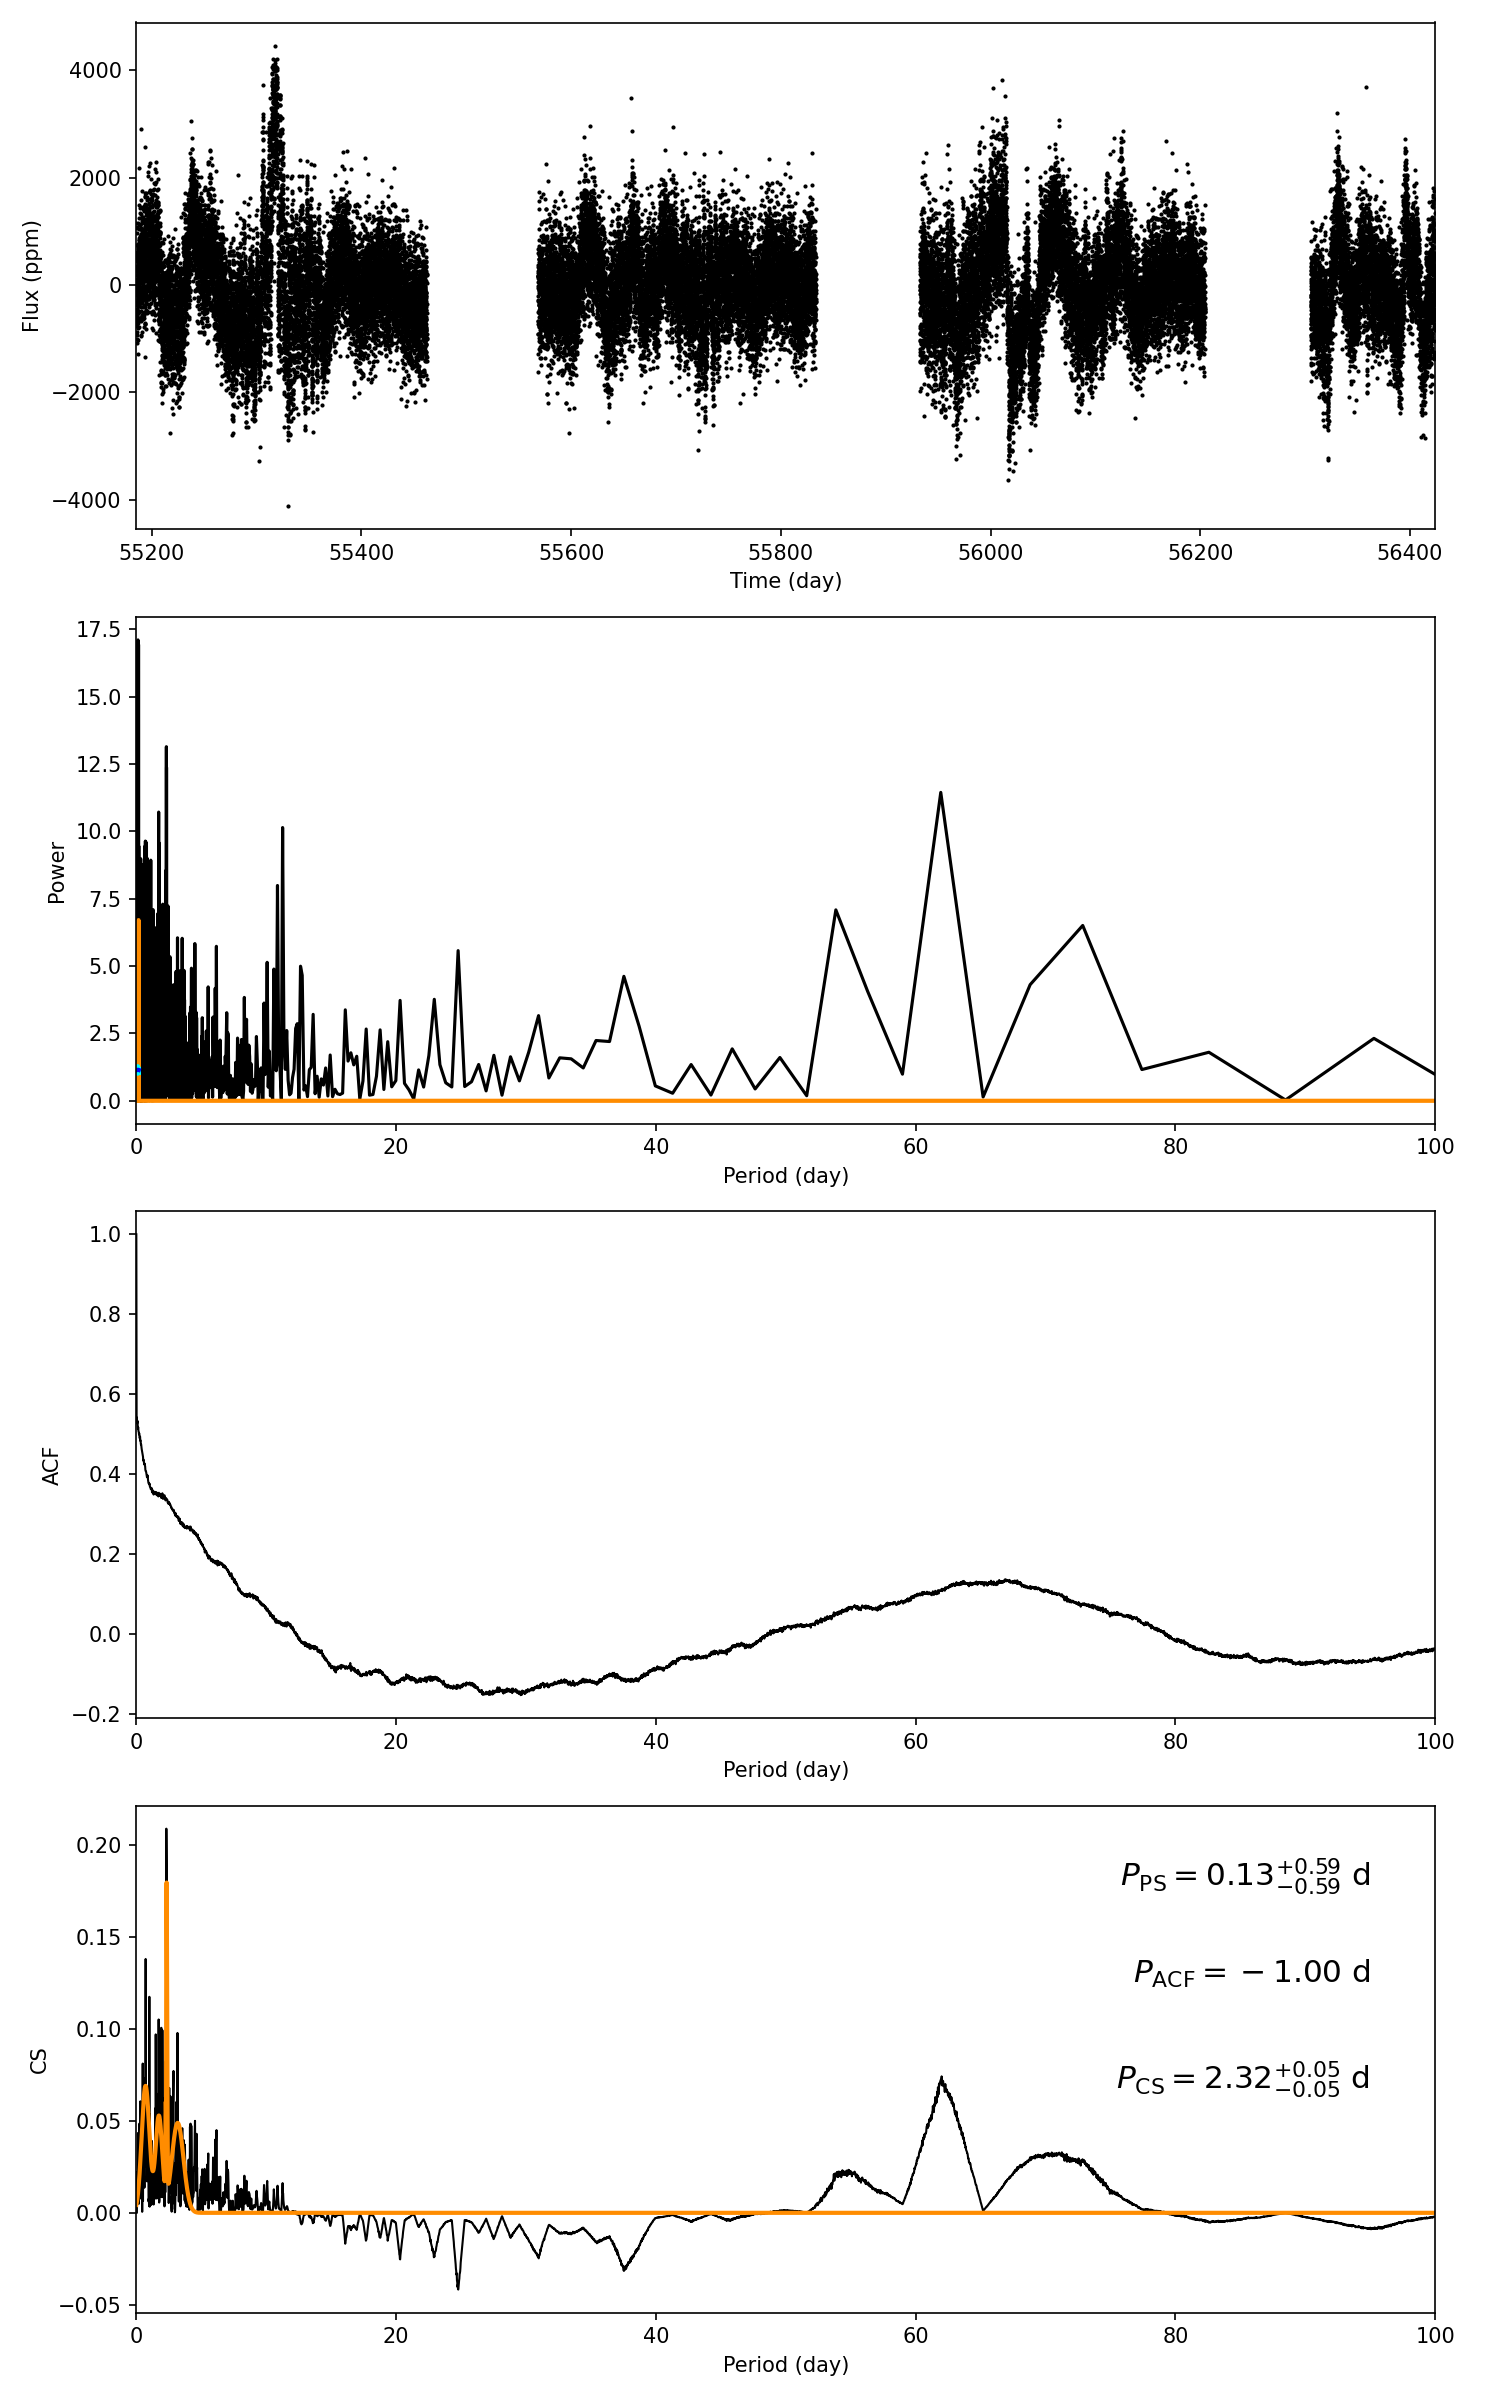 4000
2000
0
−2000
−4000
Flux (ppm)
55200 55400 55600 55800 56000 56200 56400
Time (day)
17.5
15.0
12.5
10.0
7.5
5.0
2.5
0.0
Power
0 20 40 60 80 100
Period (day)
1.0
0.8
0.6
0.4
0.2
0.0
−0.2
ACF
0 20 40 60 80 100
Period (day)
0.20
0.15
0.10
0.05
0.00
−0.05
CS
P_PS = 0.13^{+0.59}_{−0.59} d
P_ACF = −1.00 d
P_CS = 2.32^{+0.05}_{−0.05} d
0 20 40 60 80 100
Period (day)